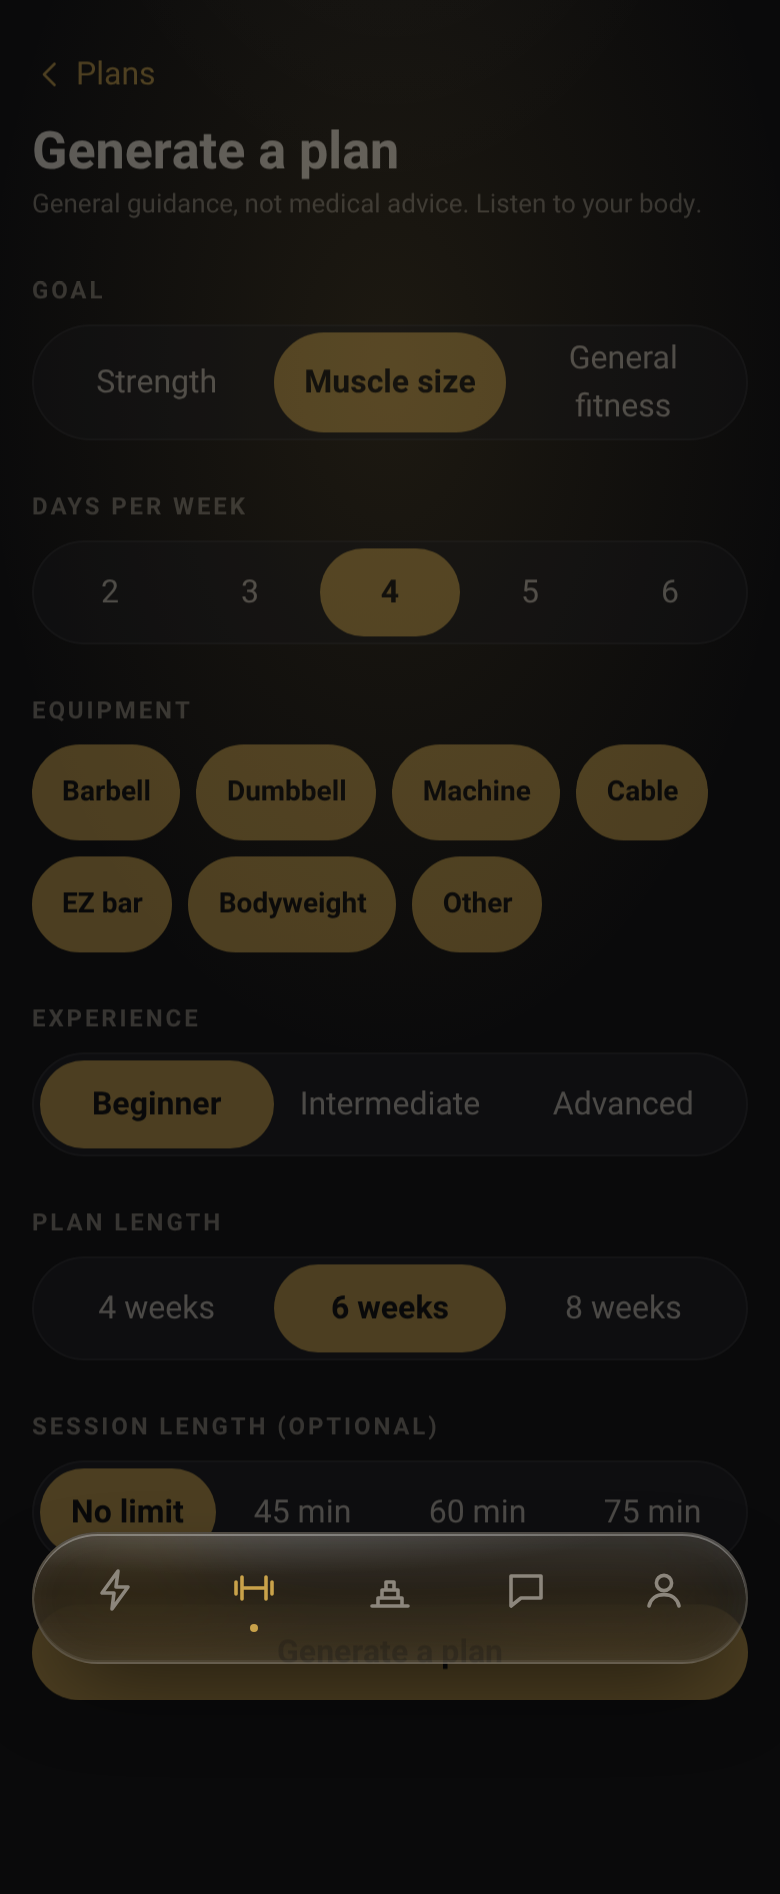 Plans
Generate a plan
General guidance, not medical advice. Listen to your body.
GOAL
Strength
Muscle size
General
fitness
DAYS PER WEEK
2 3 4 5 6
EQUIPMENT
Barbell Dumbbell Machine Cable
EZ bar Bodyweight Other
EXPERIENCE
Beginner Intermediate Advanced
PLAN LENGTH
4 weeks 6 weeks 8 weeks
SESSION LENGTH (OPTIONAL)
No limit 45 min 60 min 75 min
Generate a plan